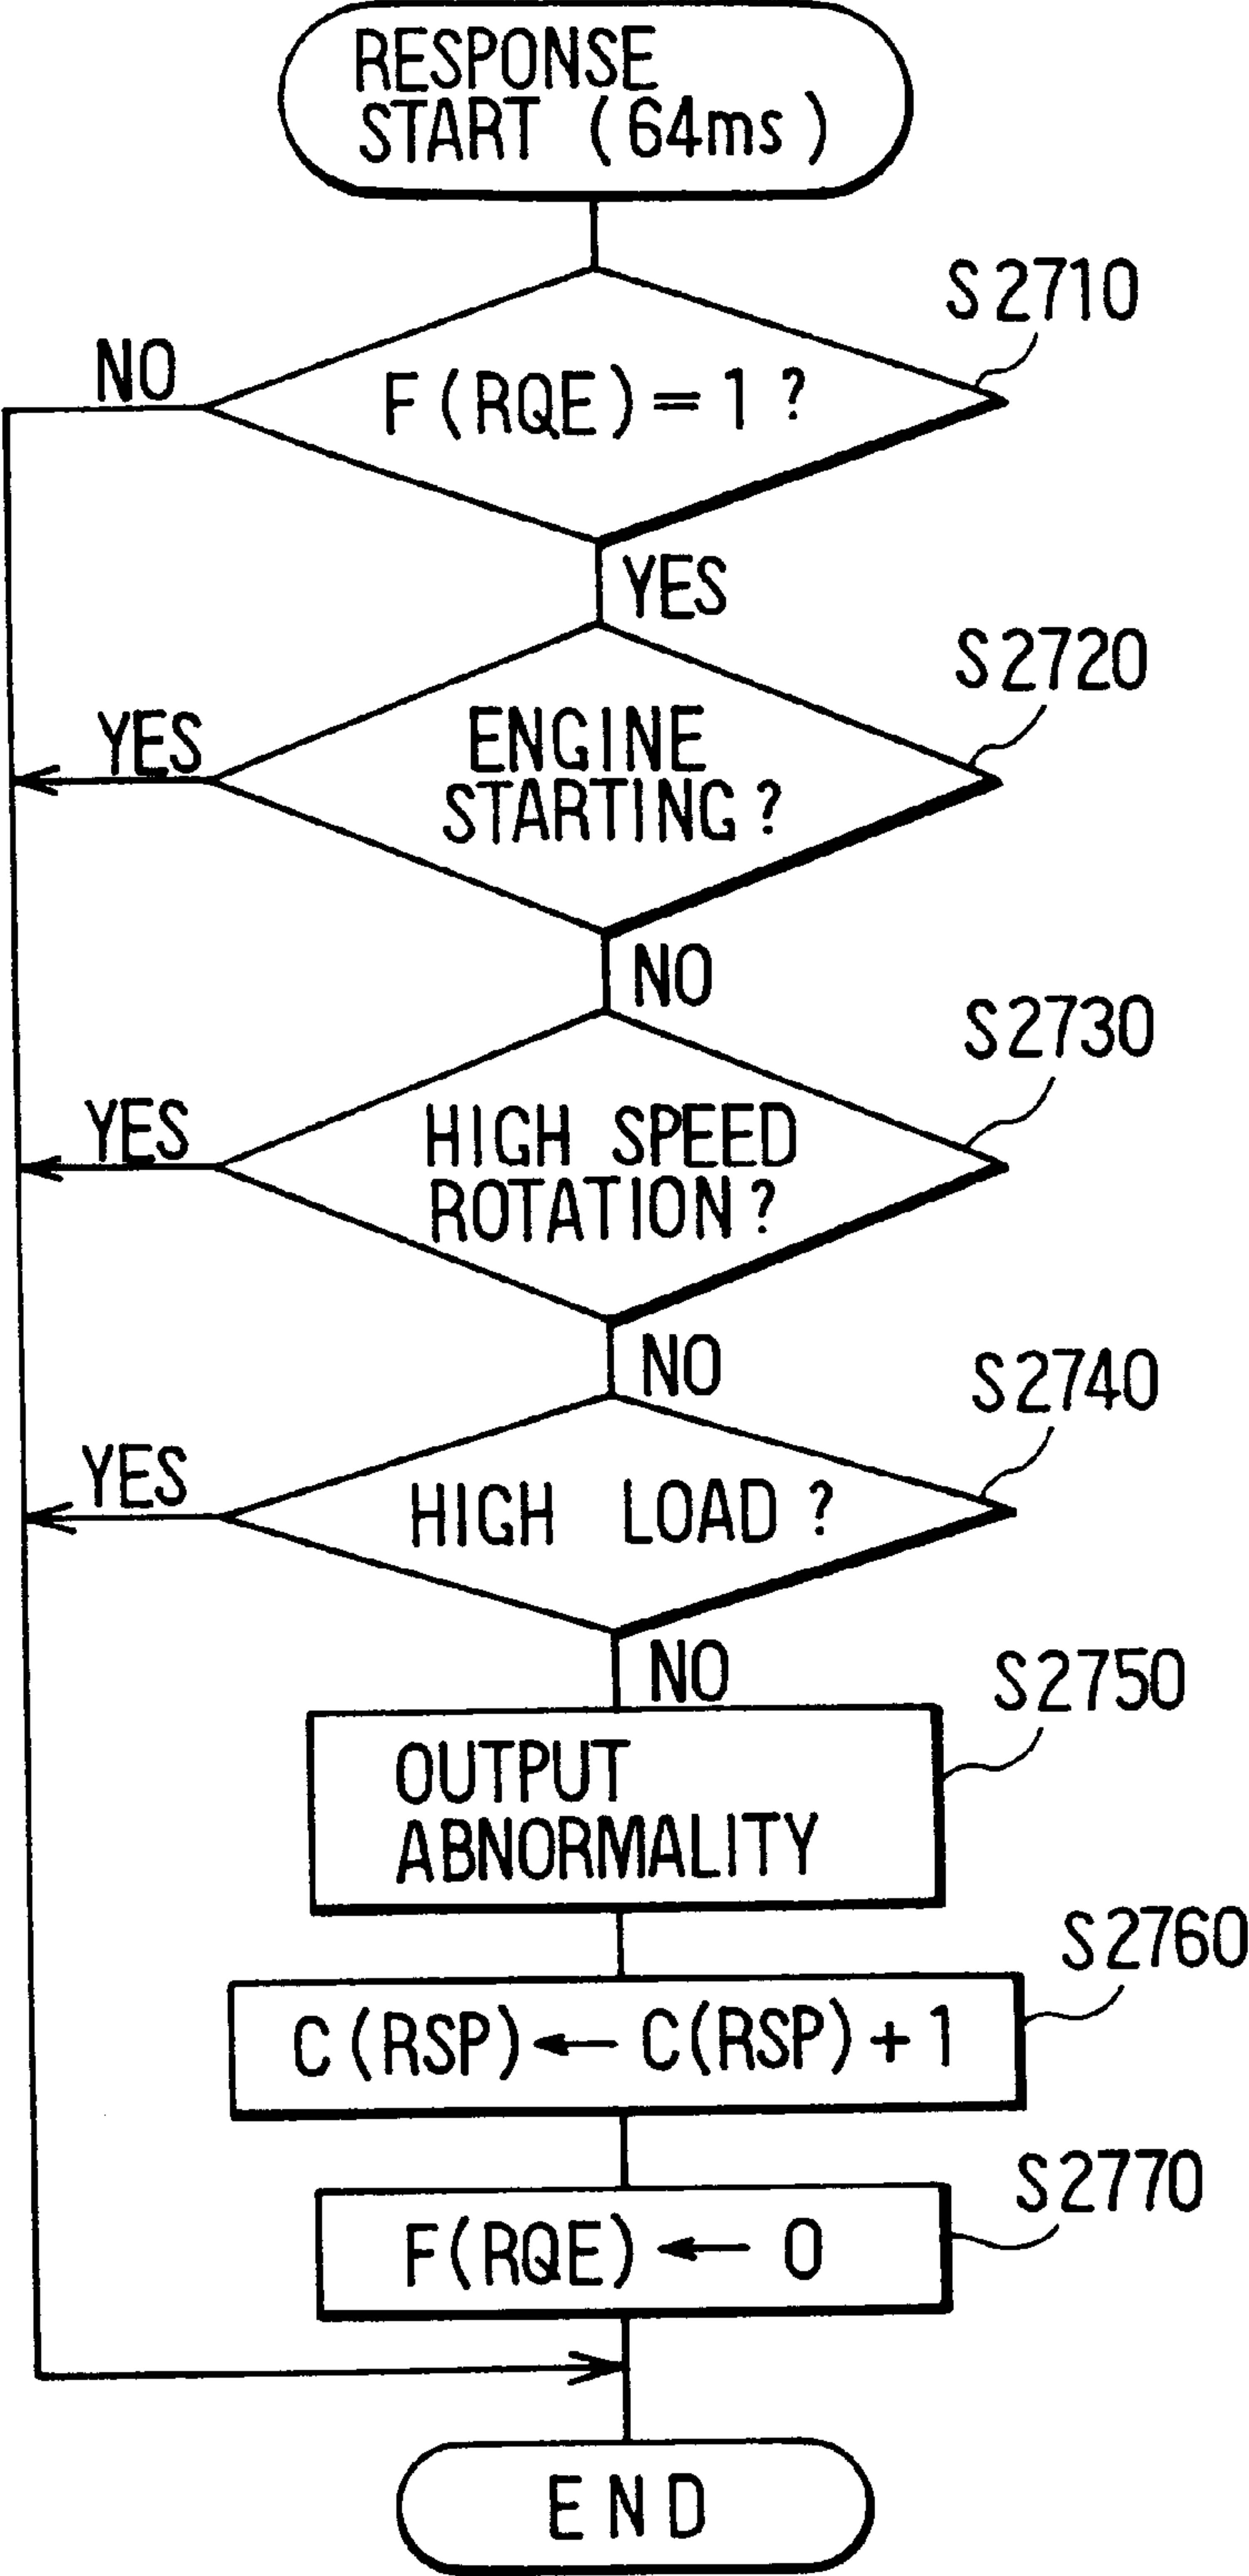 RESPONSE
START (64ms)
S2710
NO
F(RQE)=1?
YES
S2720
YES
ENGINE
STARTING?
NO
S2730
YES
HIGH SPEED
ROTATION?
NO
S2740
YES
HIGH LOAD?
NO
S2750
OUTPUT
ABNORMALITY
S2760
C(RSP)←C(RSP)+1
S2770
F(RQE)←0
END